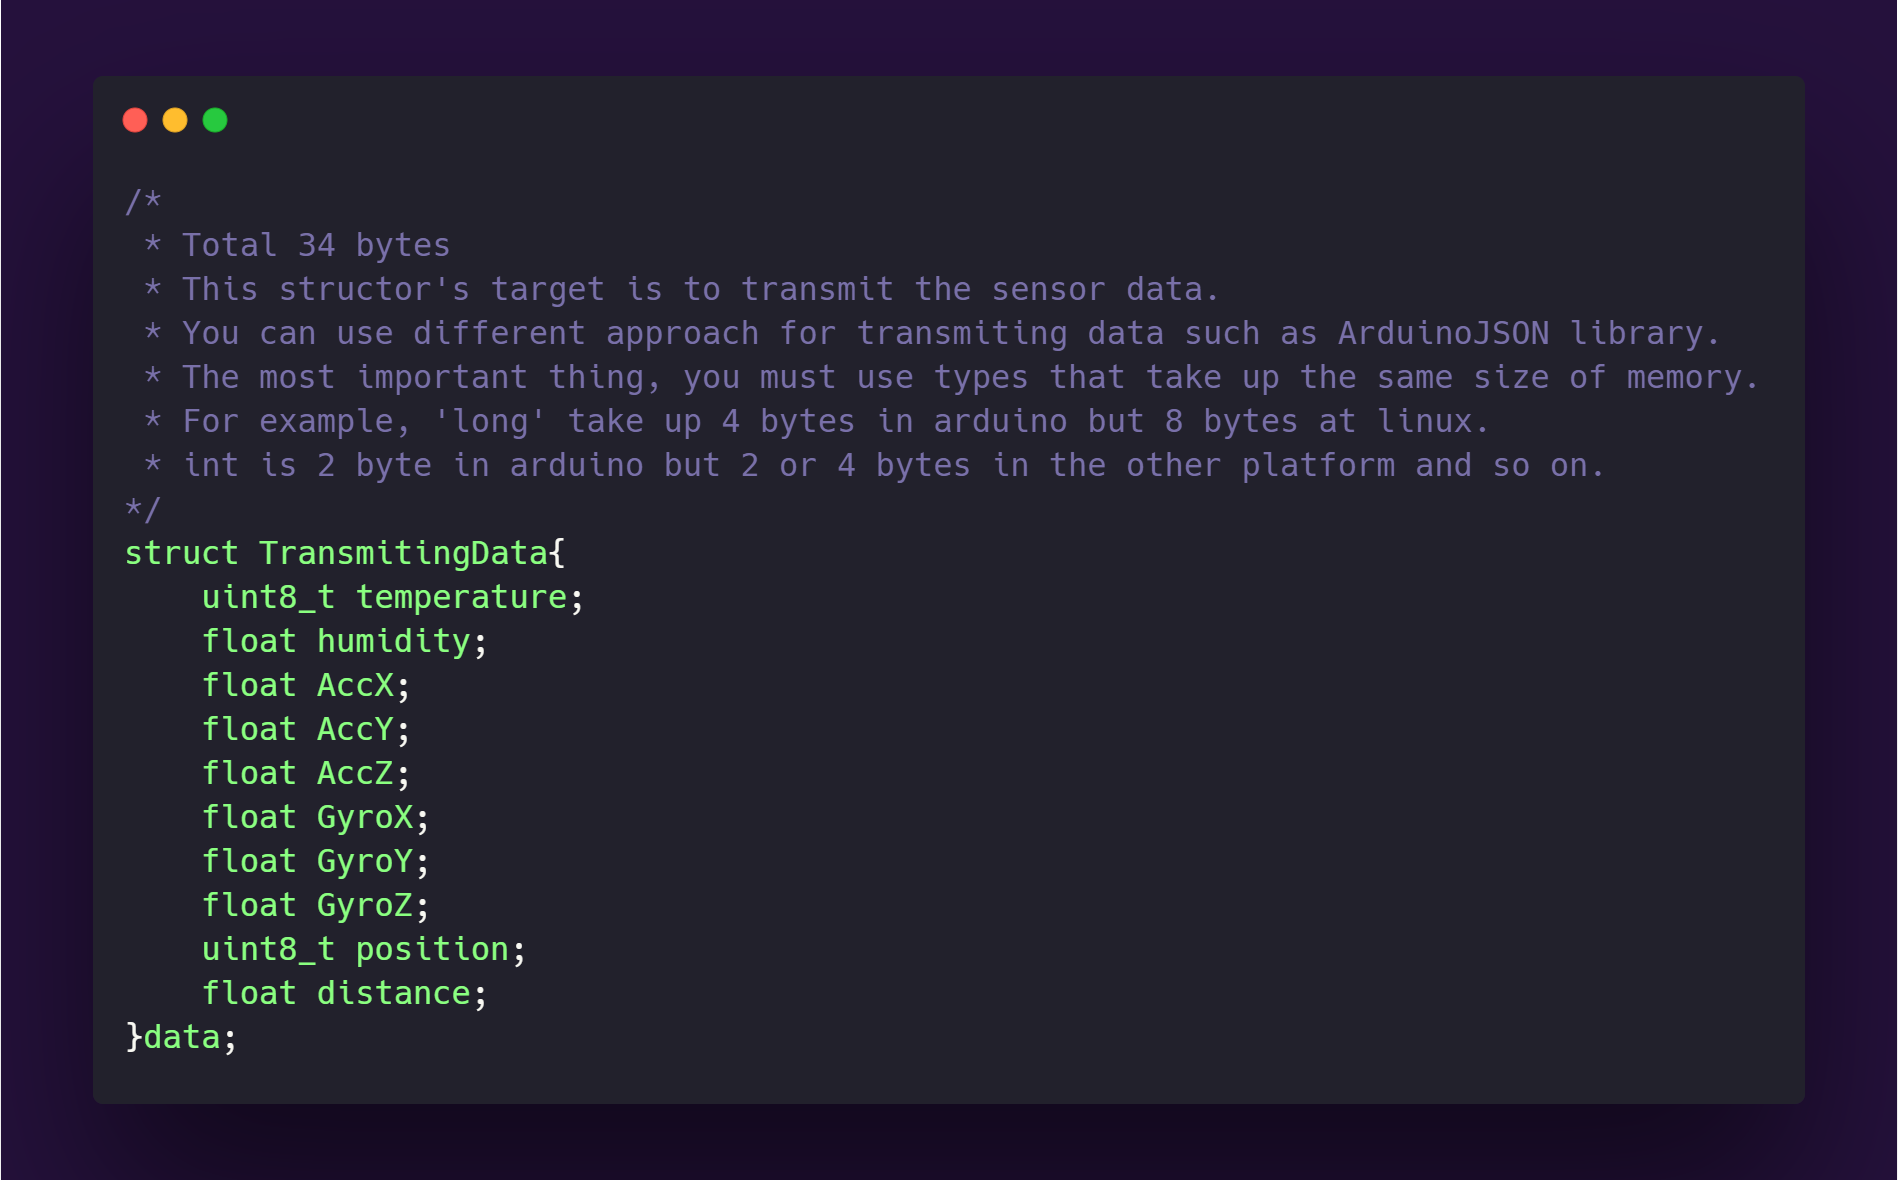 /*
 * Total 34 bytes
 * This structor's target is to transmit the sensor data.
 * You can use different approach for transmiting data such as ArduinoJSON library.
 * The most important thing, you must use types that take up the same size of memory.
 * For example, 'long' take up 4 bytes in arduino but 8 bytes at linux.
 * int is 2 byte in arduino but 2 or 4 bytes in the other platform and so on.
*/
struct TransmitingData{
    uint8_t temperature;
    float humidity;
    float AccX;
    float AccY;
    float AccZ;
    float GyroX;
    float GyroY;
    float GyroZ;
    uint8_t position;
    float distance;
}data;